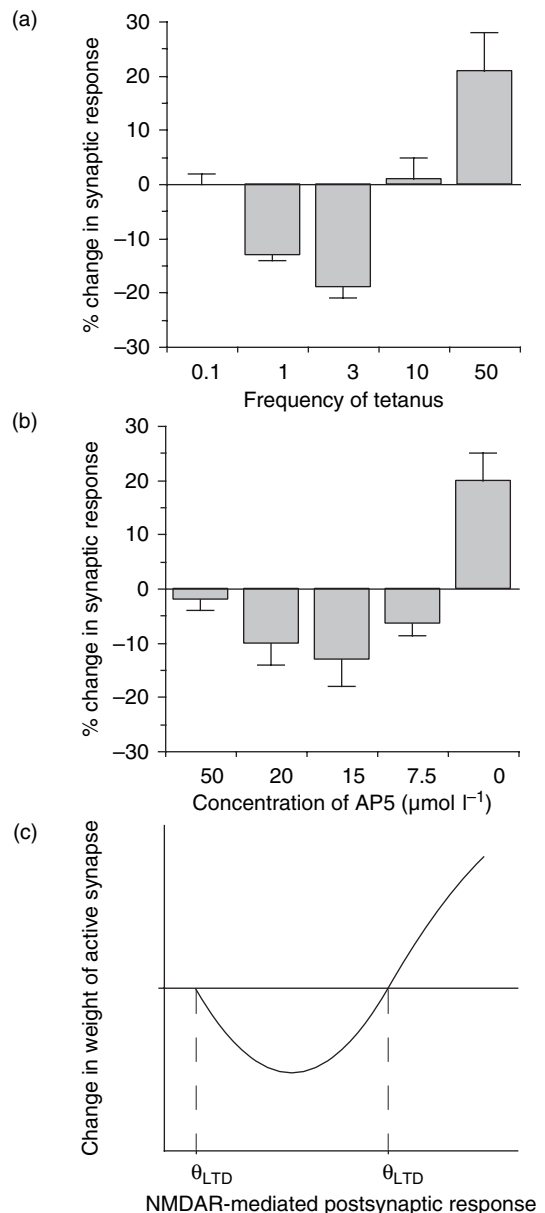 (a)
% change in synaptic response
30
20
10
0
−10
−20
−30
0.1 1 3 10 50
Frequency of tetanus
(b)
% change in synaptic response
30
20
10
0
−10
−20
−30
50 20 15 7.5 0
Concentration of AP5 (μmol l⁻¹)
(c)
Change in weight of active synapse
θLTD θLTD
NMDAR-mediated postsynaptic response